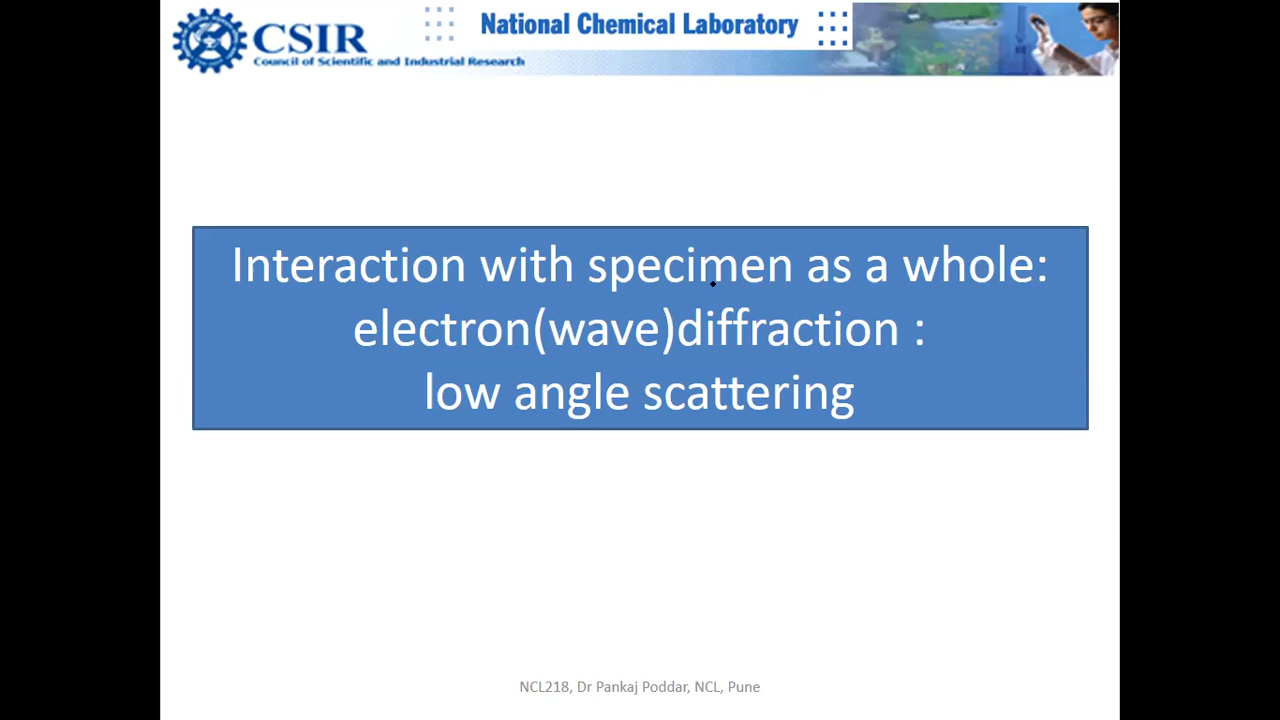 CSIR
Council of Scientific and Industrial Research
National Chemical Laboratory
Interaction with specimen as a whole:
electron(wave)diffraction :
low angle scattering
NCL218, Dr Pankaj Poddar, NCL, Pune